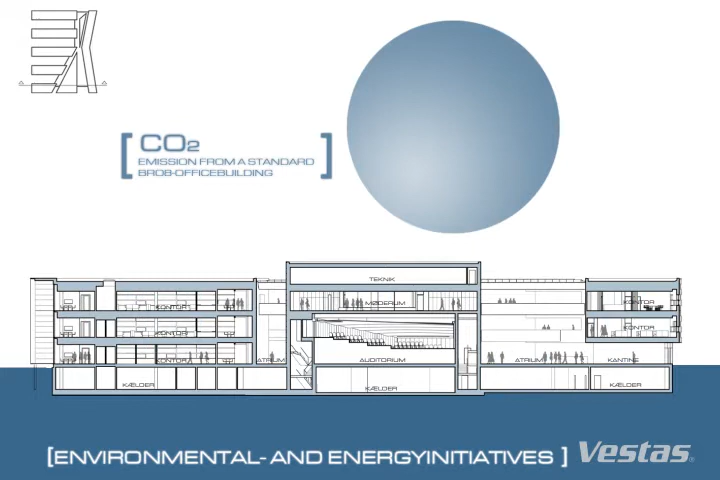 [CO2
EMISSION FROM A STANDARD
BR08-OFFICEBUILDING]
TEKNIK
KONTOR
MØDERUM
KONTOR
KONTOR
KONTOR
KONTOR
ATRIUM
AUDITORIUM
ATRIUM
KANTINE
KÆLDER
KÆLDER
KÆLDER
[ENVIRONMENTAL- AND ENERGYINITIATIVES ]
Vestas®